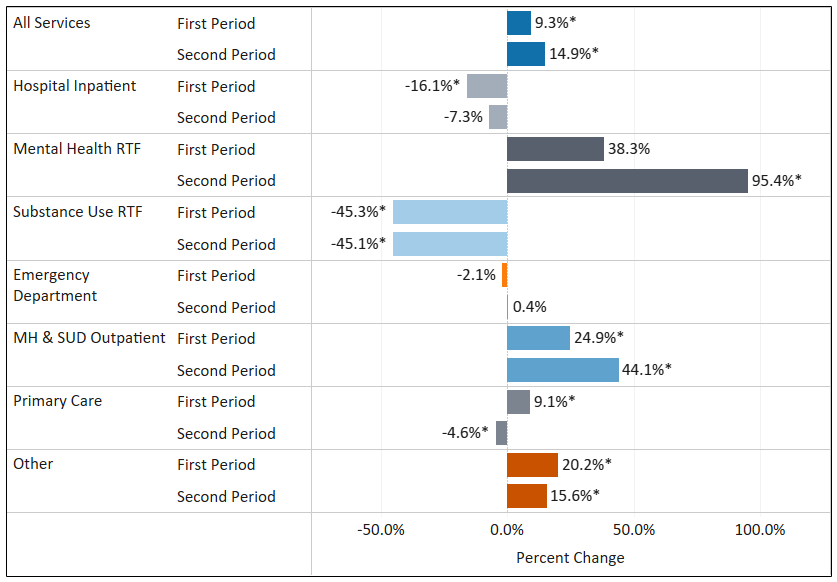 All Services First Period 9.3%*
Second Period 14.9%*
Hospital Inpatient First Period -16.1%*
Second Period -7.3%
Mental Health RTF First Period 38.3%
Second Period 95.4%*
Substance Use RTF First Period -45.3%*
Second Period -45.1%*
Emergency First Period -2.1%
Department
Second Period 0.4%
MH & SUD Outpatient First Period 24.9%*
Second Period 44.1%*
Primary Care First Period 9.1%*
Second Period -4.6%*
Other First Period 20.2%*
Second Period 15.6%*
-50.0% 0.0% 50.0% 100.0%
Percent Change